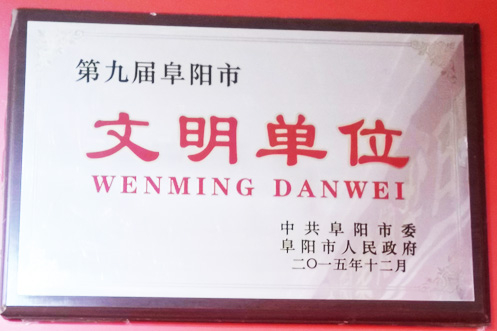 第九届阜阳市
文明单位
WENMING DANWEI
中共阜阳市委
阜阳市人民政府
二〇一五年十二月